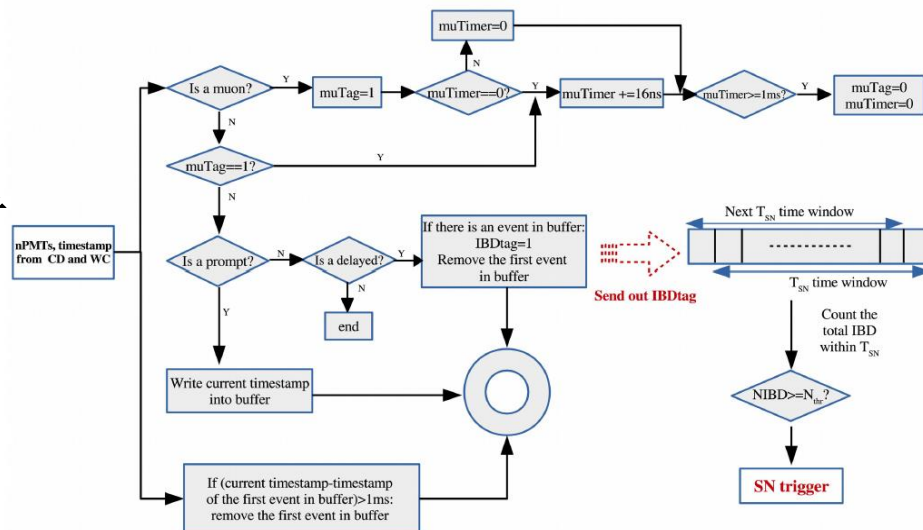 muTimer=0
Is a muon?
Y
muTag=1
N
muTimer==0?
Y
muTimer +=16ns
muTimer>=1ms?
Y
muTag=0
muTimer=0
N
muTag==1?
Y
N
nPMTs, timestamp
from CD and WC
Is a prompt?
N
Is a delayed?
Y
If there is an event in buffer:
IBDtag=1
Remove the first event
in buffer
Send out IBDtag
Next T_SN time window
T_SN time window
Y
N
end
Count the
total IBD
within T_SN
Write current timestamp
into buffer
NIBD>=N_thr?
If (current timestamp-timestamp
of the first event in buffer)>1ms:
remove the first event in buffer
SN trigger